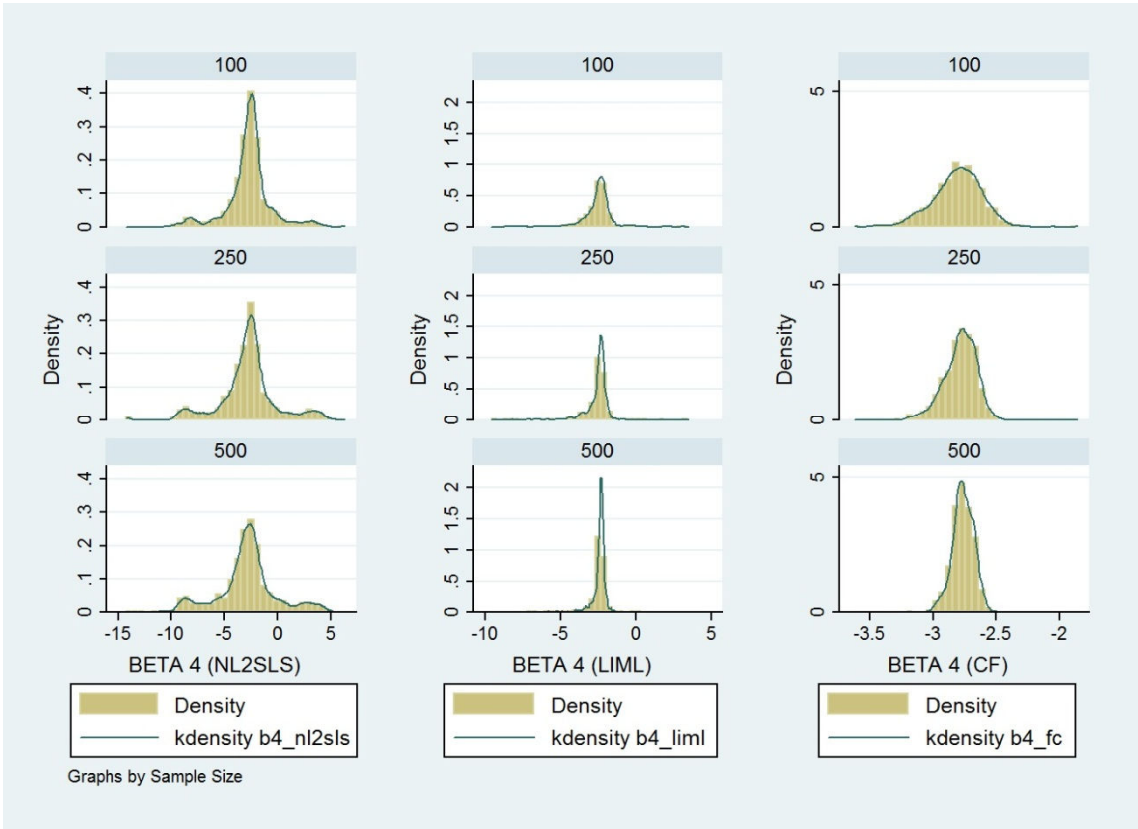 100
Density
0 .1 .2 .3 .4
250
0 .1 .2 .3 .4
500
0 .1 .2 .3 .4
-15 -10 -5 0 5
BETA 4 (NL2SLS)
Density
kdensity b4_nl2sls
100
Density
0 .5 1 1.5 2
250
0 .5 1 1.5 2
500
0 .5 1 1.5 2
-10 -5 0 5
BETA 4 (LIML)
Density
kdensity b4_liml
100
Density
0 5
250
0 5
500
0 5
-3.5 -3 -2.5 -2
BETA 4 (CF)
Density
kdensity b4_fc
Graphs by Sample Size